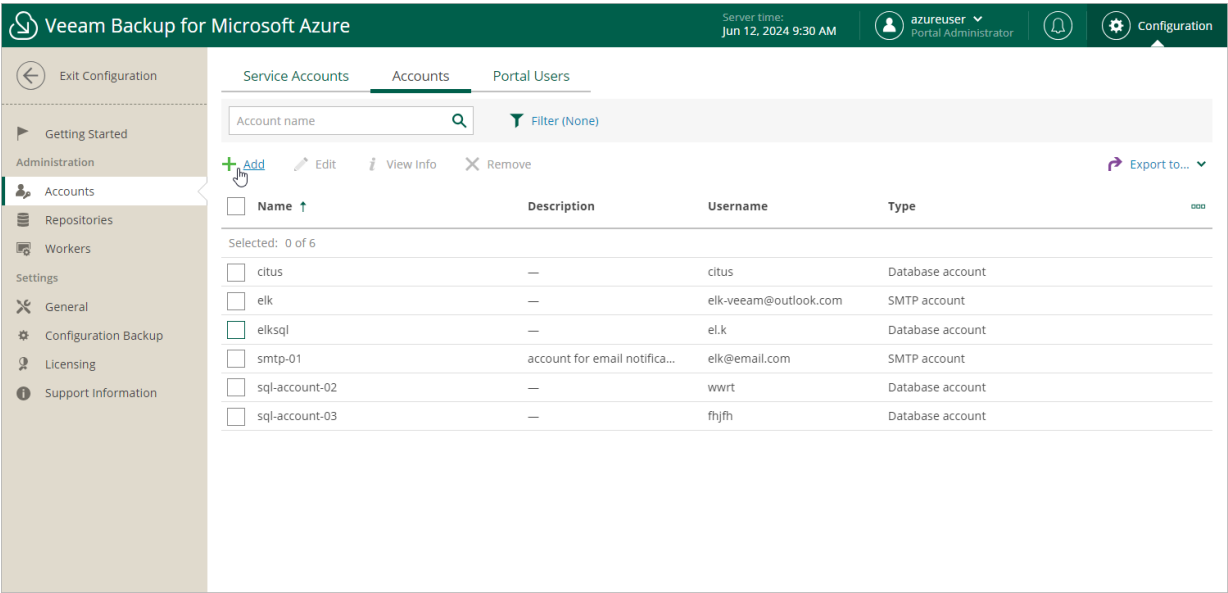 Veeam Backup for Microsoft Azure
Server time:
Jun 12, 2024 9:30 AM
azureuser
Portal Administrator
Configuration
Exit Configuration
Getting Started
Administration
Accounts
Repositories
Workers
Settings
General
Configuration Backup
Licensing
Support Information
Service Accounts Accounts Portal Users
Account name Filter (None)
Add Edit View Info Remove Export to...
Name Description Username Type
Selected: 0 of 6
citus — citus Database account
elk — elk-veeam@outlook.com SMTP account
elksql — el.k Database account
smtp-01 account for email notifica... elk@email.com SMTP account
sql-account-02 — wwrt Database account
sql-account-03 — fhjfh Database account